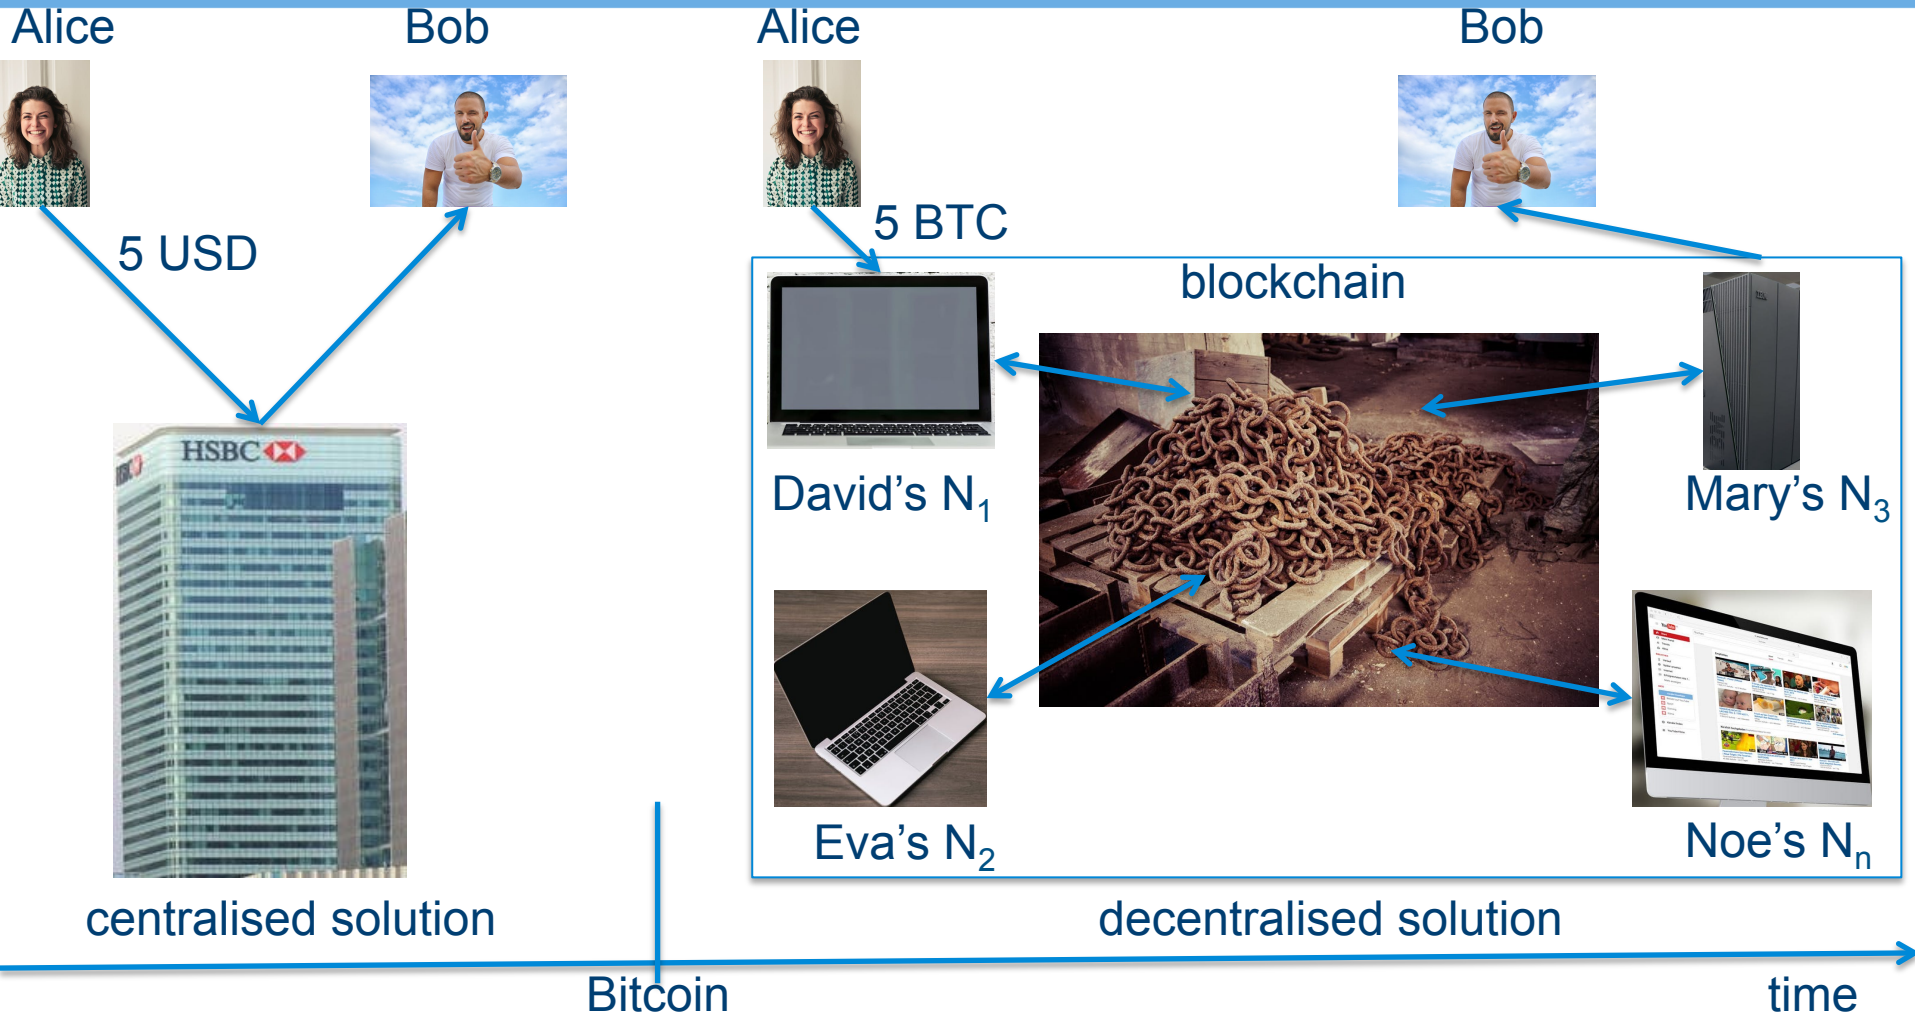 Alice
Bob
Alice
Bob
5 USD
5 BTC
blockchain
HSBC
David's N₁
Mary's N₃
Eva's N₂
Noe's Nₙ
centralised solution
decentralised solution
Bitcoin
time